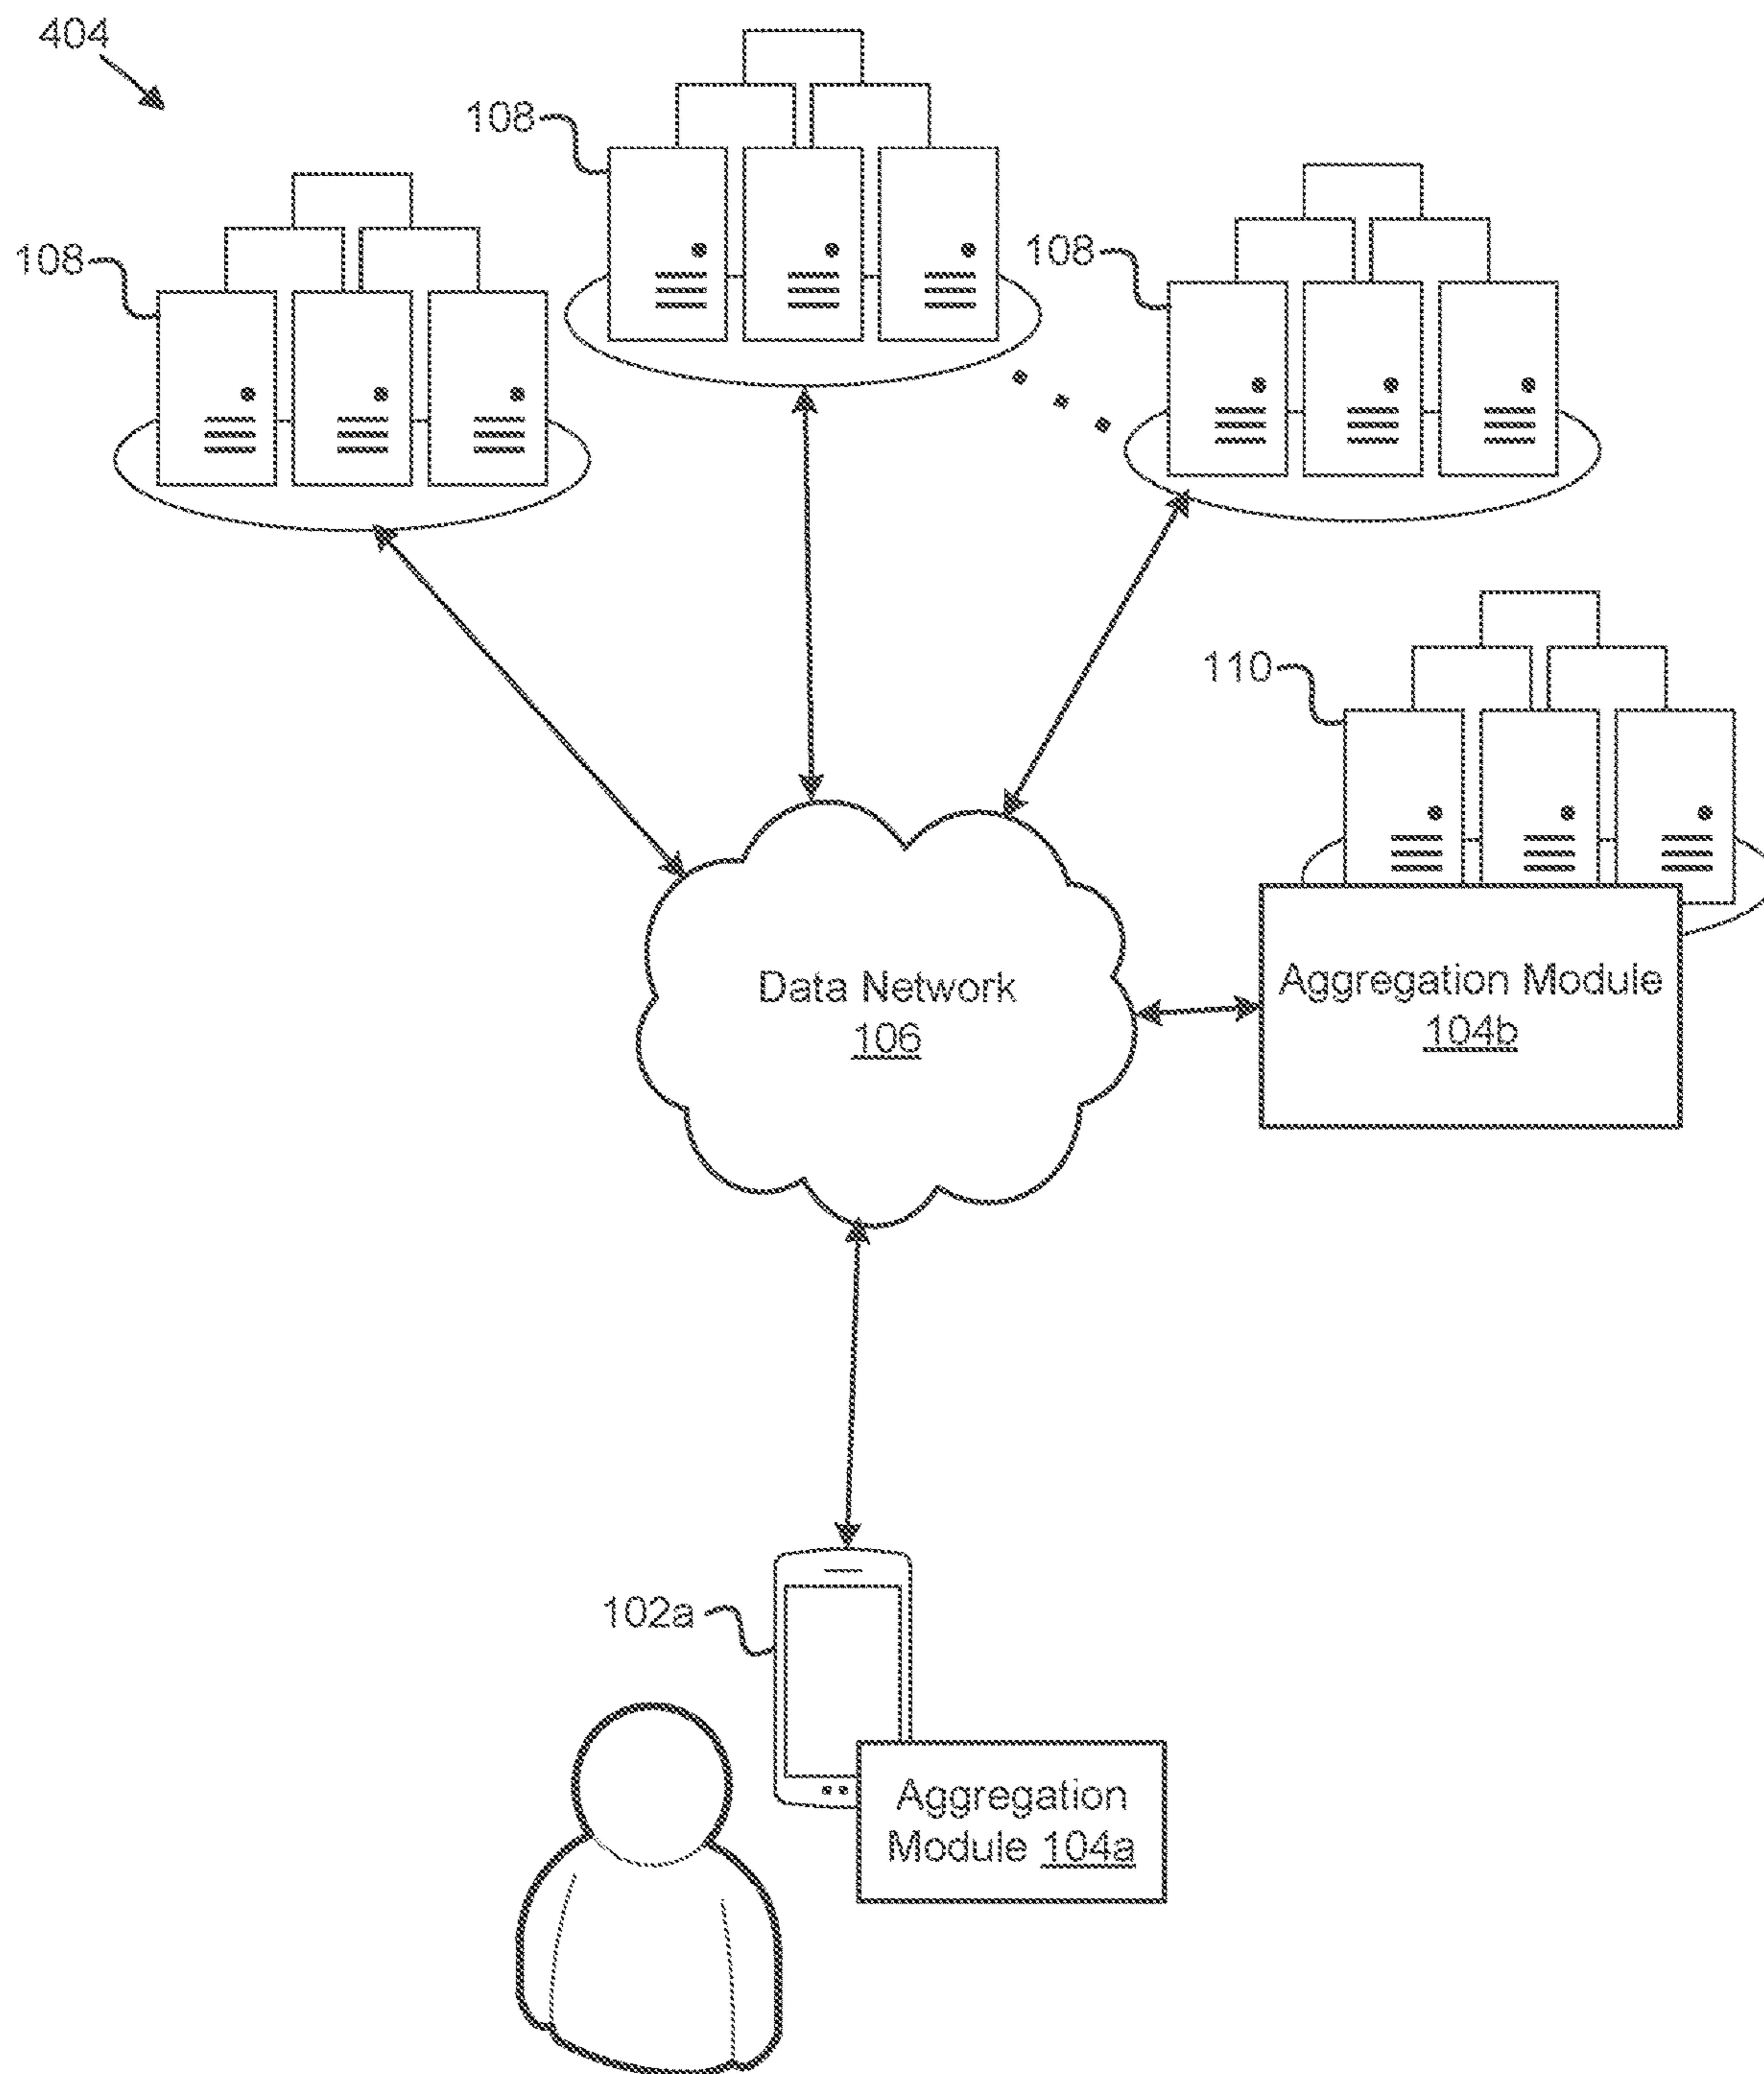 404
108
108
108
110
Data Network
106
Aggregation Module
104b
102a
Aggregation
Module 104a